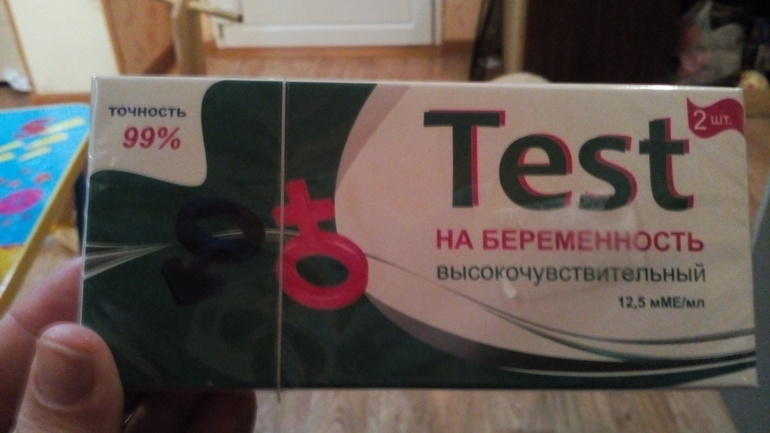 точность
99%
Test
2 шт.
НА БЕРЕМЕННОСТЬ
высокочувствительный
12,5 мМЕ/мл